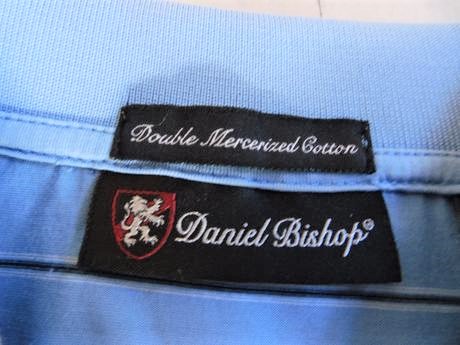 Double Mercerized Cotton
Daniel Bishop®